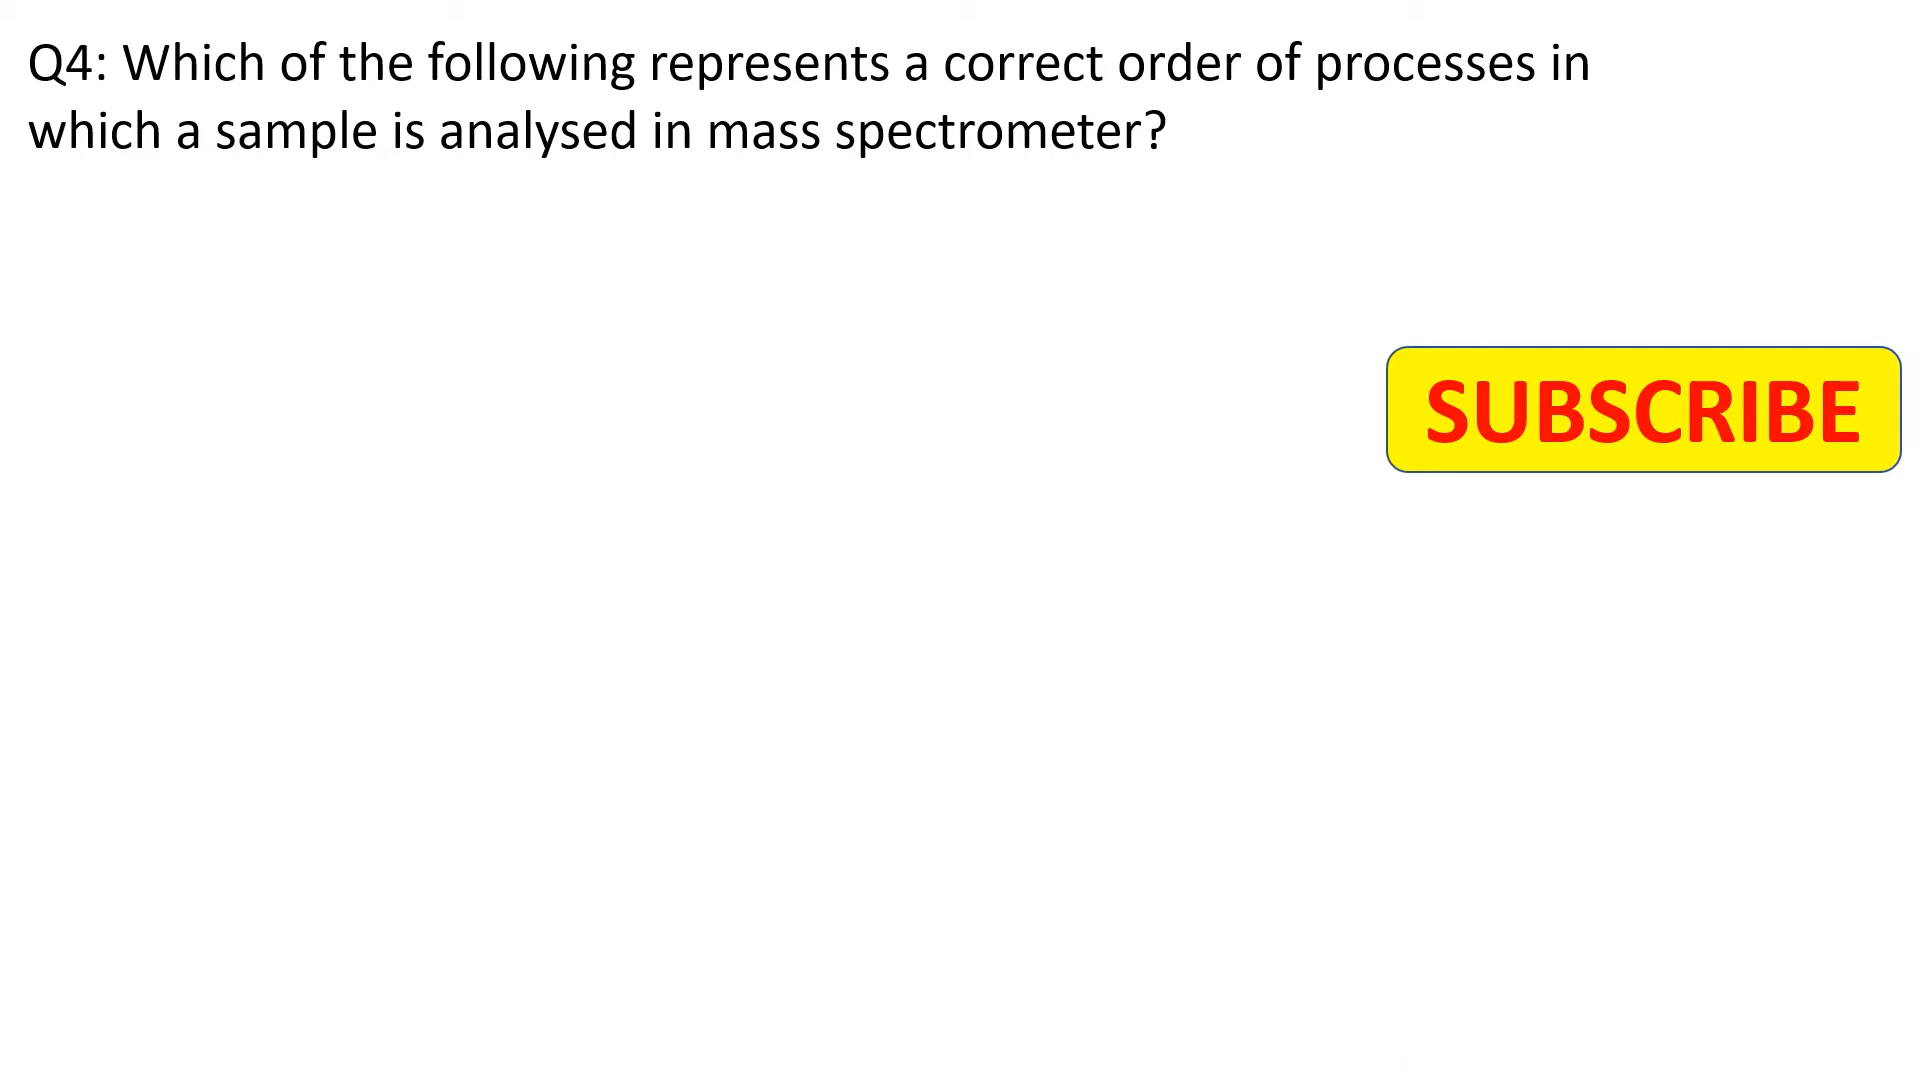 Q4: Which of the following represents a correct order of processes in
which a sample is analysed in mass spectrometer?
SUBSCRIBE